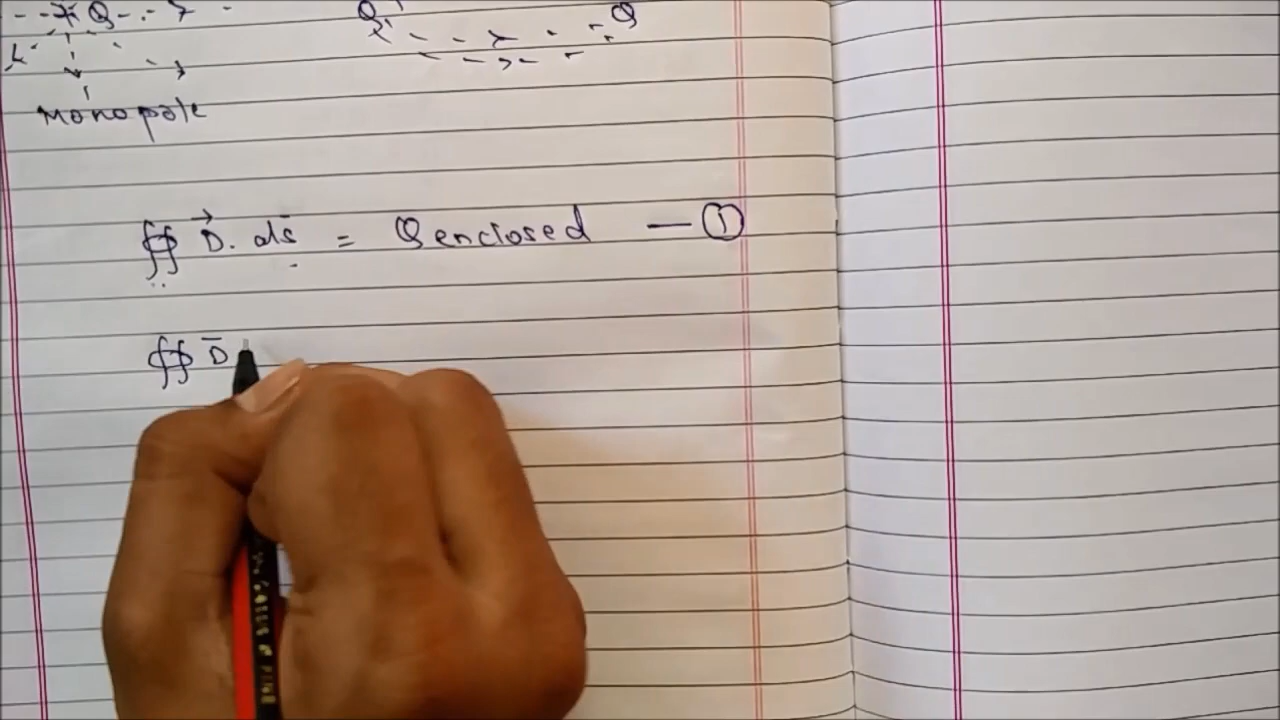 Q Q Q
Monopole
∯ D⃗. ds̄ = Q enclosed — ①
∯ D̄